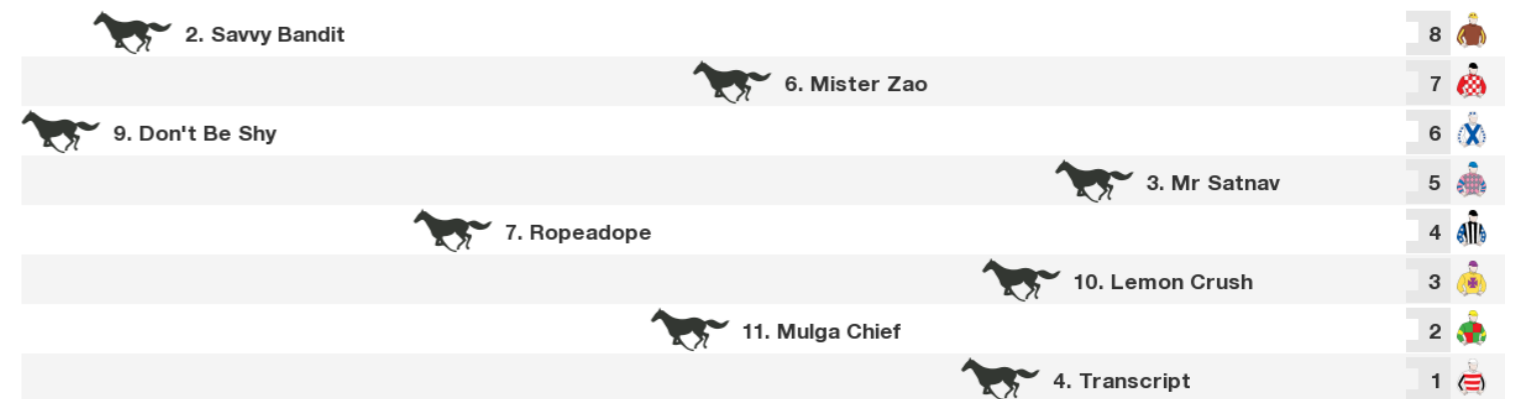 2. Savvy Bandit 8
6. Mister Zao 7
9. Don't Be Shy 6
3. Mr Satnav 5
7. Ropeadope 4
10. Lemon Crush 3
11. Mulga Chief 2
4. Transcript 1